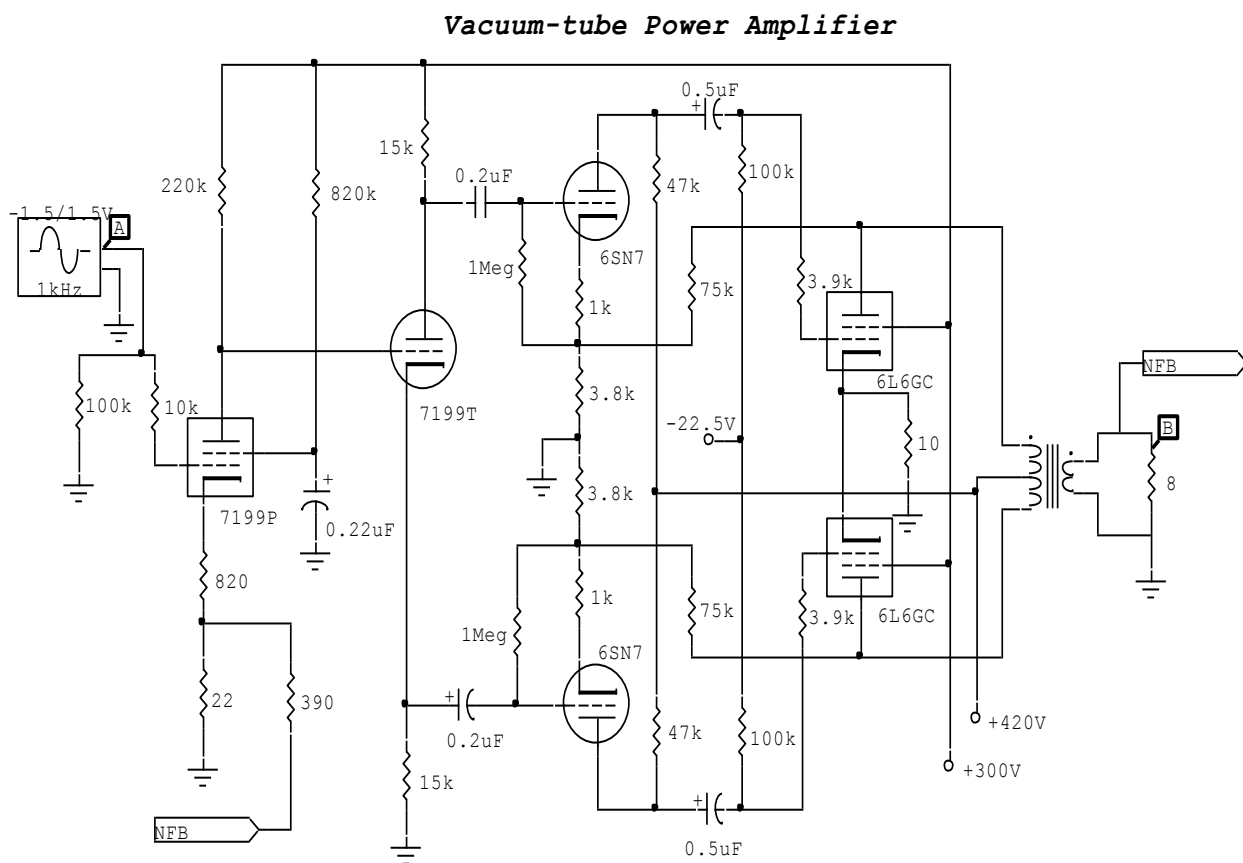 Vacuum-tube Power Amplifier
0.5uF
15k
0.2uF
220k
820k
47k
100k
-1.5/1.5V
A
1kHz
6SN7
1Meg
1k
75k
3.9k
7199T
6L6GC
NFB
100k
10k
3.8k
-22.5V
10
B
8
3.8k
7199P
0.22uF
820
1k
75k
3.9k
6L6GC
1Meg
6SN7
22
390
0.2uF
47k
100k
+420V
+300V
15k
NFB
0.5uF
+
+
+
+